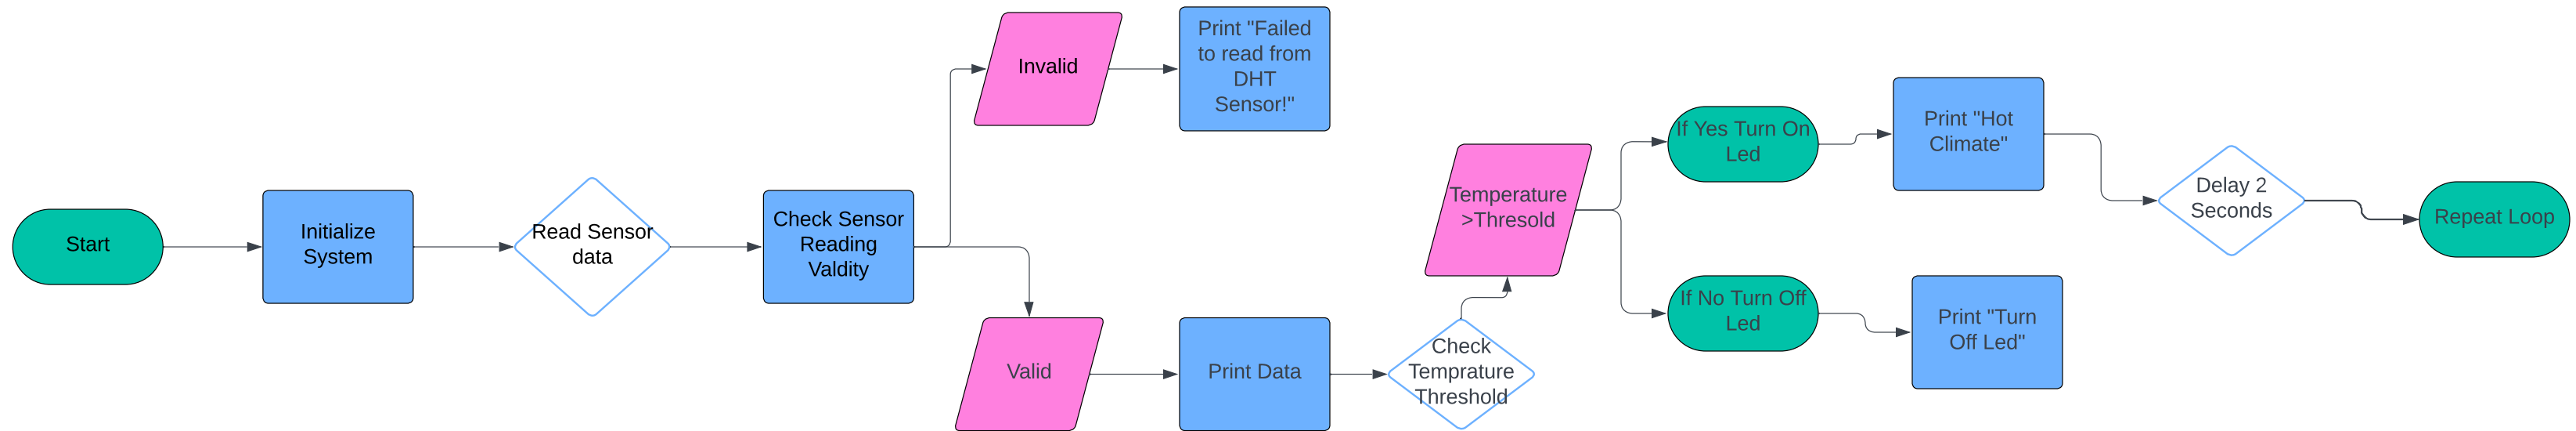 Start
Initialize
System
Read Sensor
data
Check Sensor
Reading
Valdity
Invalid
Print "Failed
to read from
DHT
Sensor!"
Valid
Print Data
Check
Temprature
Threshold
Temperature
>Thresold
If Yes Turn On
Led
Print "Hot
Climate"
If No Turn Off
Led
Print "Turn
Off Led"
Delay 2
Seconds
Repeat Loop